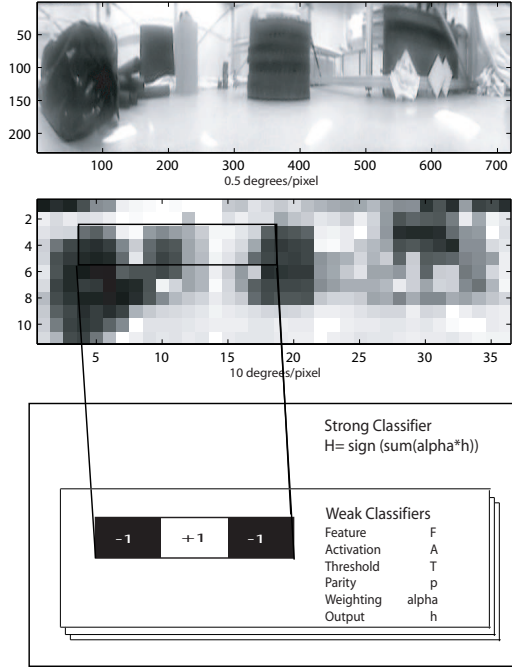 50
100
150
200
100 200 300 400 500 600 700
0.5 degrees/pixel
2
4
6
8
10
5 10 15 20 25 30 35
10 degrees/pixel
Strong Classifier
H= sign (sum(alpha*h))
Weak Classifiers
Feature F
Activation A
Threshold T
Parity p
Weighting alpha
Output h
-1 +1 -1